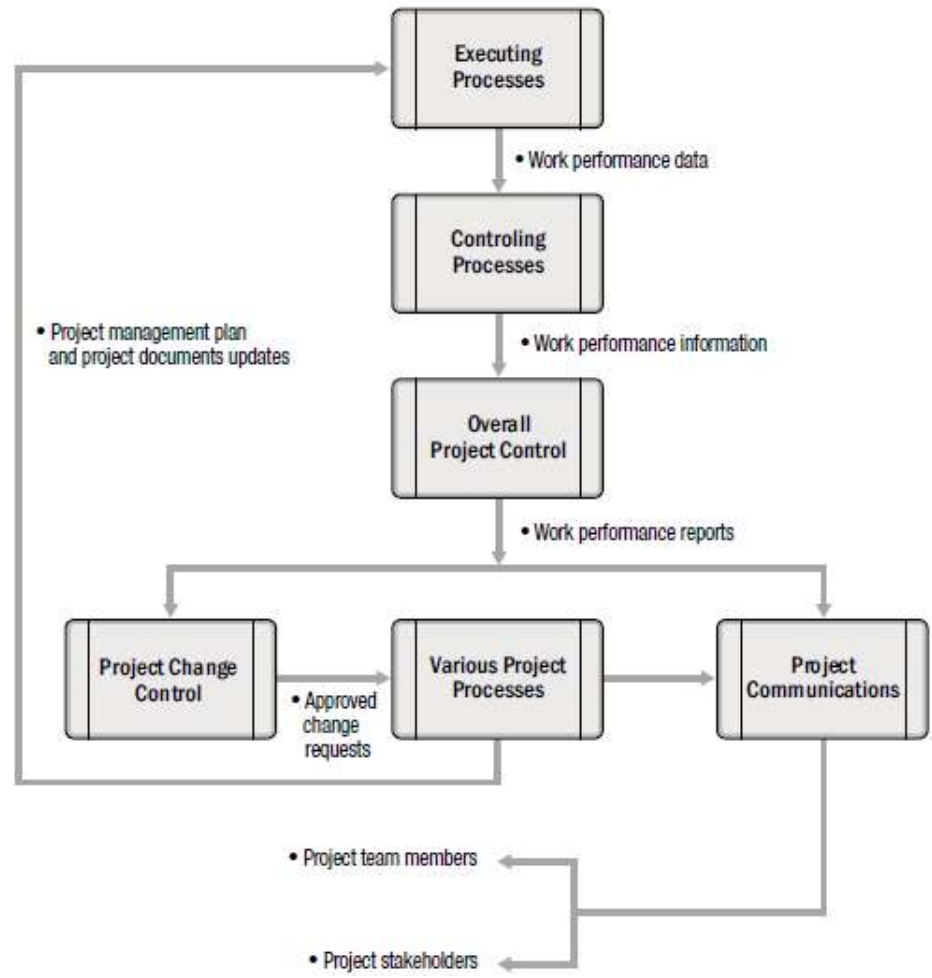 Executing
Processes
• Work performance data
Controling
Processes
• Project management plan
and project documents updates
• Work performance information
Overall
Project Control
• Work performance reports
Project Change
Control
• Approved
change
requests
Various Project
Processes
Project
Communications
• Project team members
• Project stakeholders